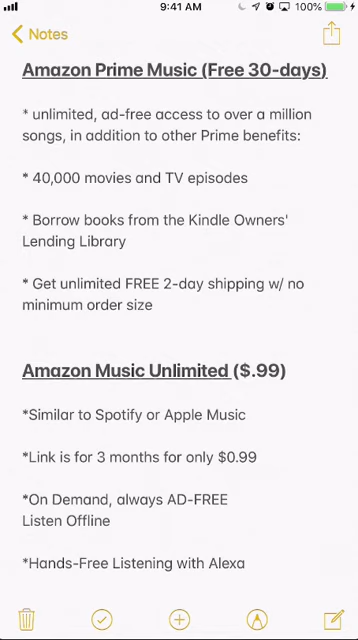 9:41 AM
100%
Notes
Amazon Prime Music (Free 30-days)
* unlimited, ad-free access to over a million
songs, in addition to other Prime benefits:
* 40,000 movies and TV episodes
* Borrow books from the Kindle Owners'
Lending Library
* Get unlimited FREE 2-day shipping w/ no
minimum order size
Amazon Music Unlimited ($.99)
*Similar to Spotify or Apple Music
*Link is for 3 months for only $0.99
*On Demand, always AD-FREE
Listen Offline
*Hands-Free Listening with Alexa